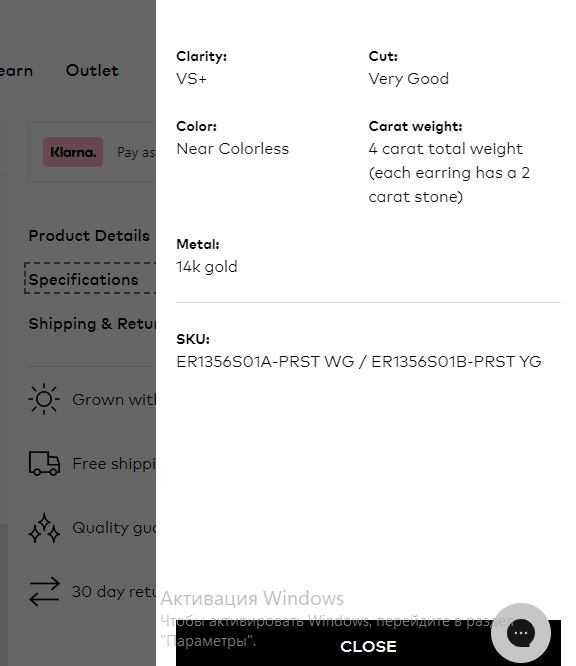 earn
Outlet
Klarna.
Pay as
Product Details
Specifications
Shipping & Retur
Grown with
Free shippi
Quality gua
30 day retu
Clarity:
VS+
Cut:
Very Good
Color:
Near Colorless
Carat weight:
4 carat total weight
(each earring has a 2
carat stone)
Metal:
14k gold
SKU:
ER1356S01A-PRST WG / ER1356S01B-PRST YG
Активация Windows
Чтобы активировать Windows, перейдите в раздел
"Параметры".
CLOSE